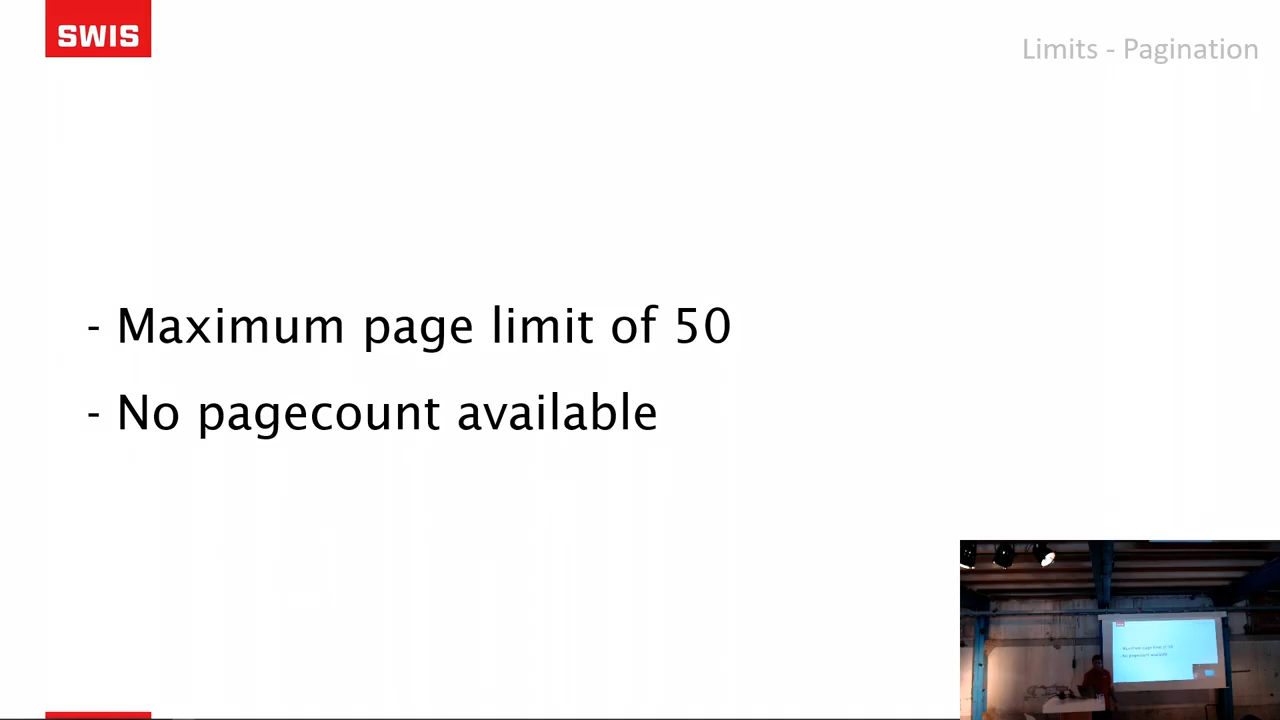 SWIS
Limits - Pagination
- Maximum page limit of 50
- No pagecount available